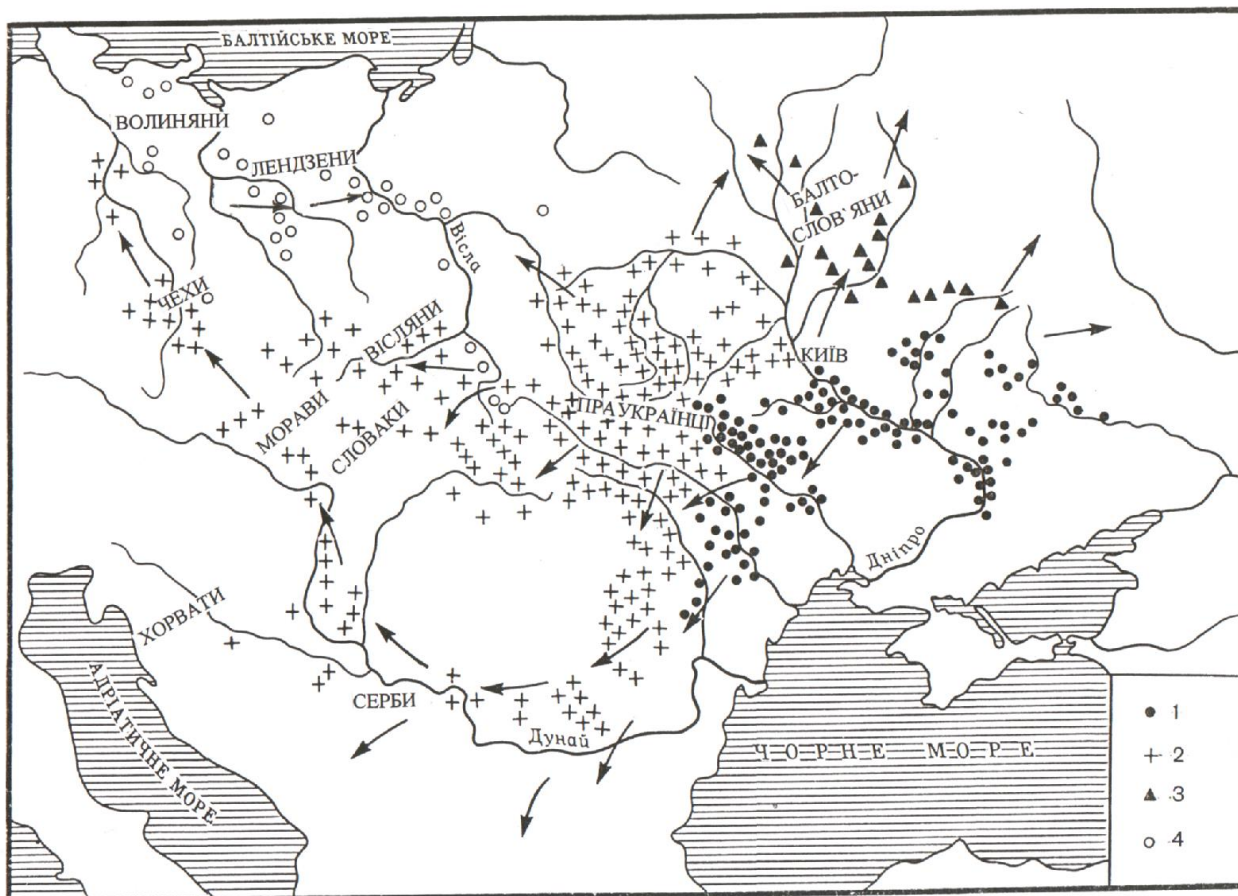 БАЛТІЙСЬКЕ МОРЕ
ВОЛИНЯНИ
ЛЕНДЗЕНИ
БАЛТО-
СЛОВ`ЯНИ
Вісла
ЧЕХИ
ВІСЛЯНИ
КИЇВ
ПРАУКРАЇНЦІ
МОРАВИ
СЛОВАКИ
Дніпро
ХОРВАТИ
АДРІАТИЧНЕ МОРЕ
СЕРБИ
Дунай
ЧОРНЕ МОРЕ
1
2
3
4